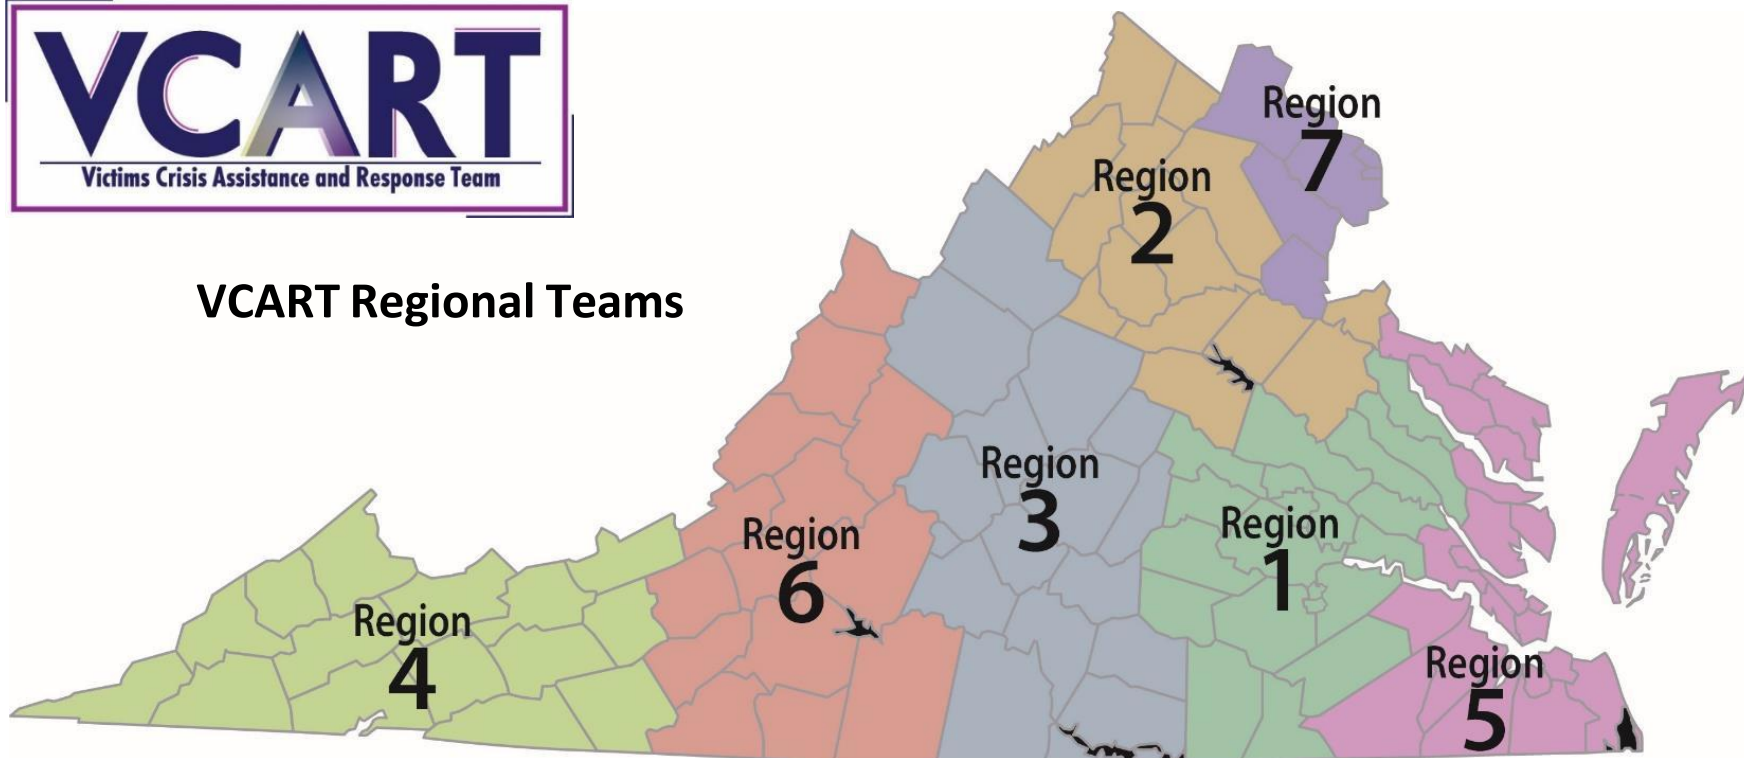 VCART
Victims Crisis Assistance and Response Team
VCART Regional Teams
Region
7
Region
2
Region
3
Region
1
Region
6
Region
4
Region
5